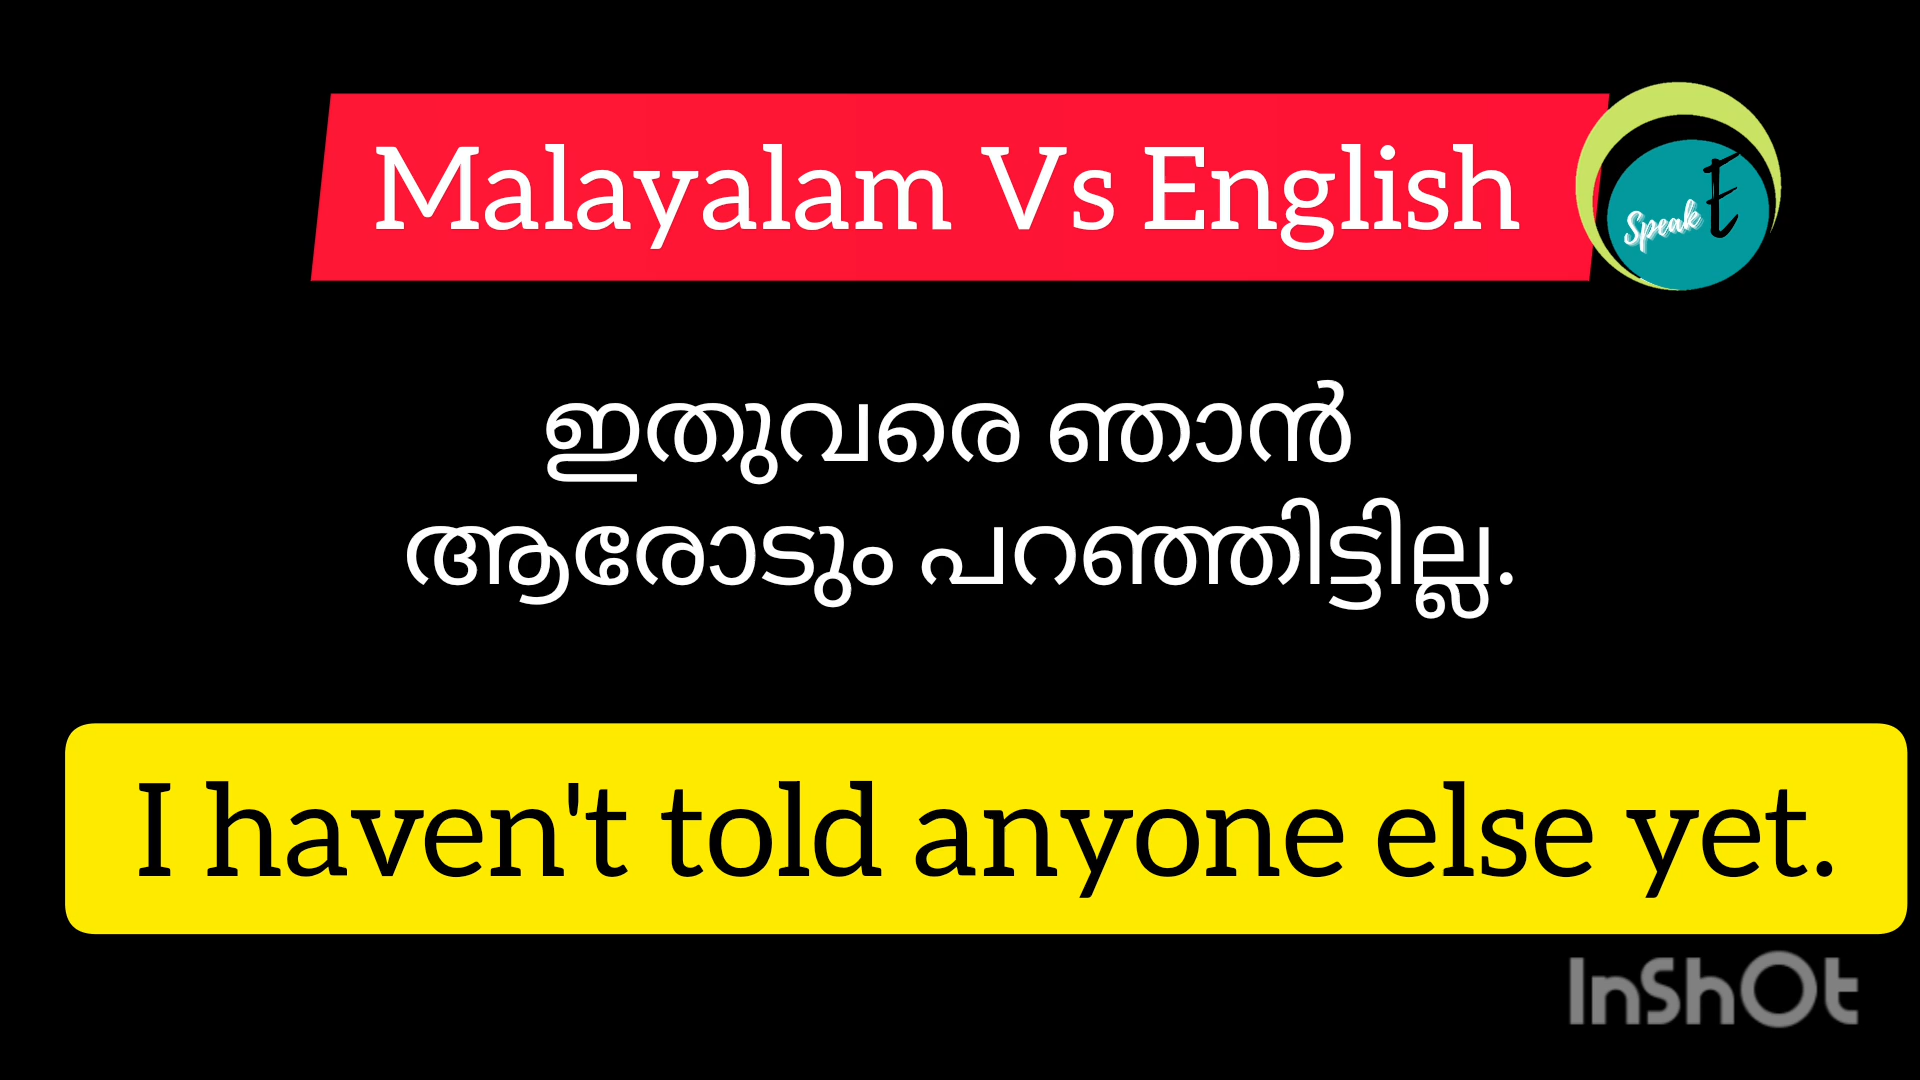 Malayalam Vs English
Speak E
ഇതുവരെ ഞാൻ
ആരോടും പറഞ്ഞിട്ടില്ല.
I haven't told anyone else yet.
InShOt